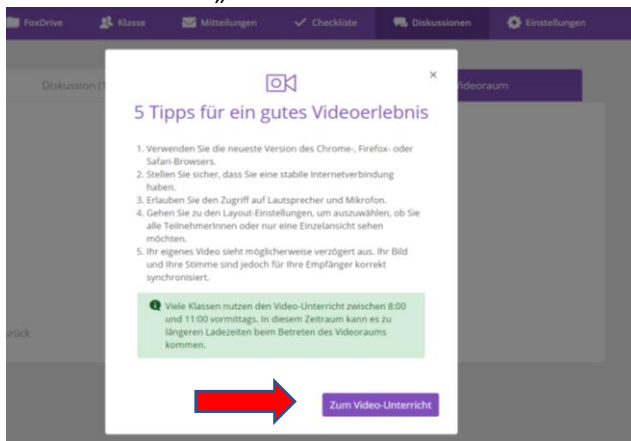 „
FoxDrive Klasse Mitteilungen Checkliste Diskussionen Einstellungen
Diskussion (1 Videoraum
5 Tipps für ein gutes Videoerlebnis
×
1. Verwenden Sie die neueste Version des Chrome-, Firefox- oder
Safari-Browsers.
2. Stellen Sie sicher, dass Sie eine stabile Internetverbindung
haben.
3. Erlauben Sie den Zugriff auf Lautsprecher und Mikrofon.
4. Gehen Sie zu den Layout-Einstellungen, um auszuwählen, ob Sie
alle TeilnehmerInnen oder nur eine Einzelansicht sehen
möchten.
5. Ihr eigenes Video sieht möglicherweise verzögert aus. Ihr Bild
und Ihre Stimme sind jedoch für Ihre Empfänger korrekt
synchronisiert.
Viele Klassen nutzen den Video-Unterricht zwischen 8:00
und 11:00 vormittags. In diesem Zeitraum kann es zu
längeren Ladezeiten beim Betreten des Videoraums
kommen.
Zum Video-Unterricht